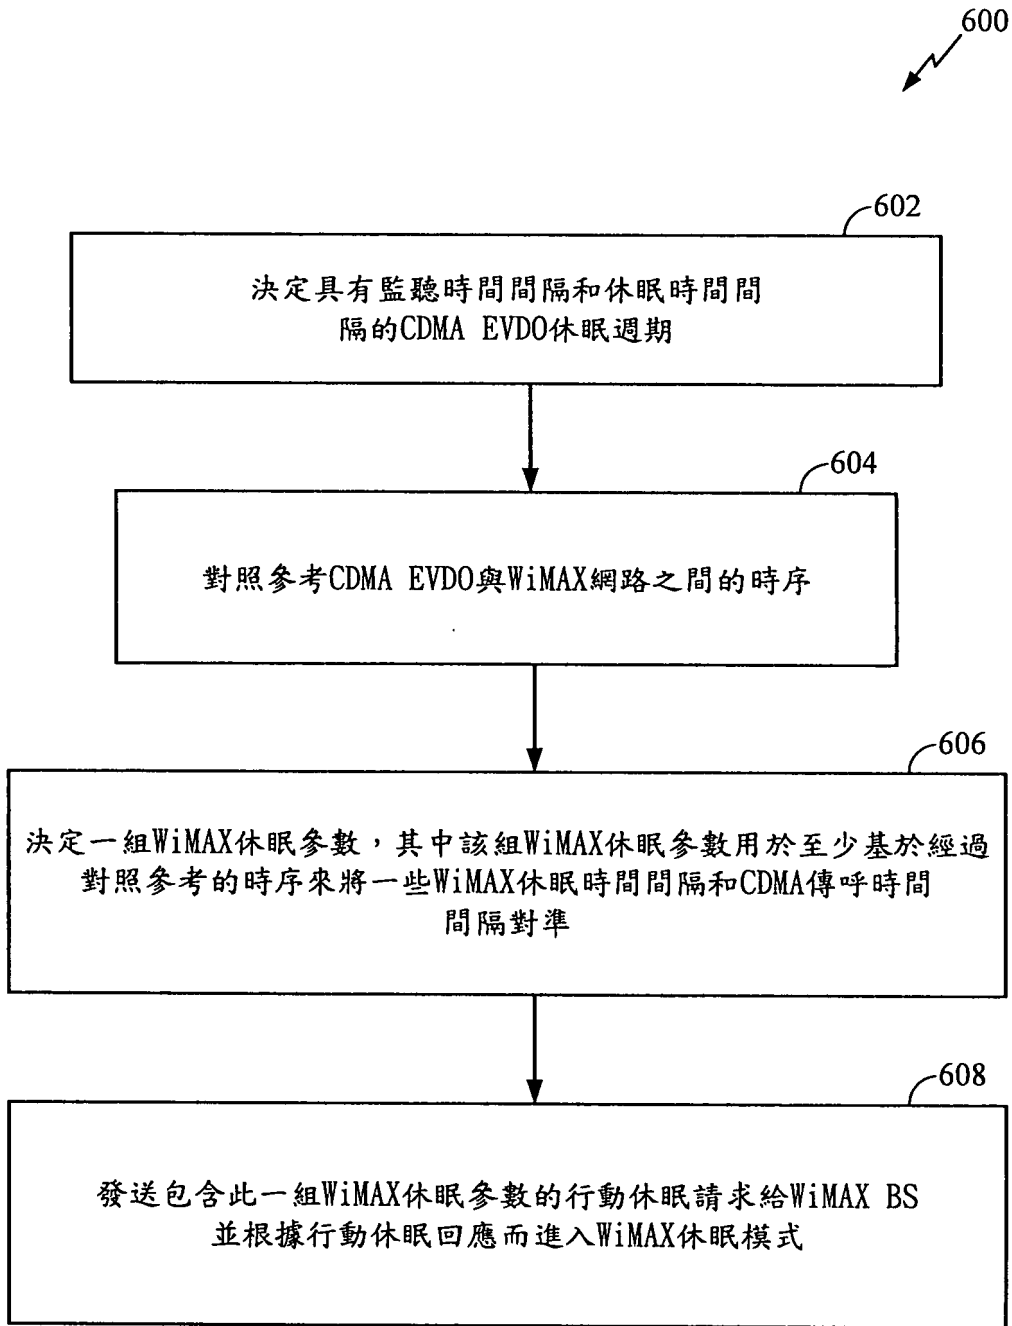 600
602
決定具有監聽時間間隔和休眠時間間
隔的CDMA EVDO休眠週期
604
對照參考CDMA EVDO與WiMAX網路之間的時序
606
決定一組WiMAX休眠參數，其中該組WiMAX休眠參數用於至少基於經過
對照參考的時序來將一些WiMAX休眠時間間隔和CDMA傳呼時間
間隔對準
608
發送包含此一組WiMAX休眠參數的行動休眠請求給WiMAX BS
並根據行動休眠回應而進入WiMAX休眠模式